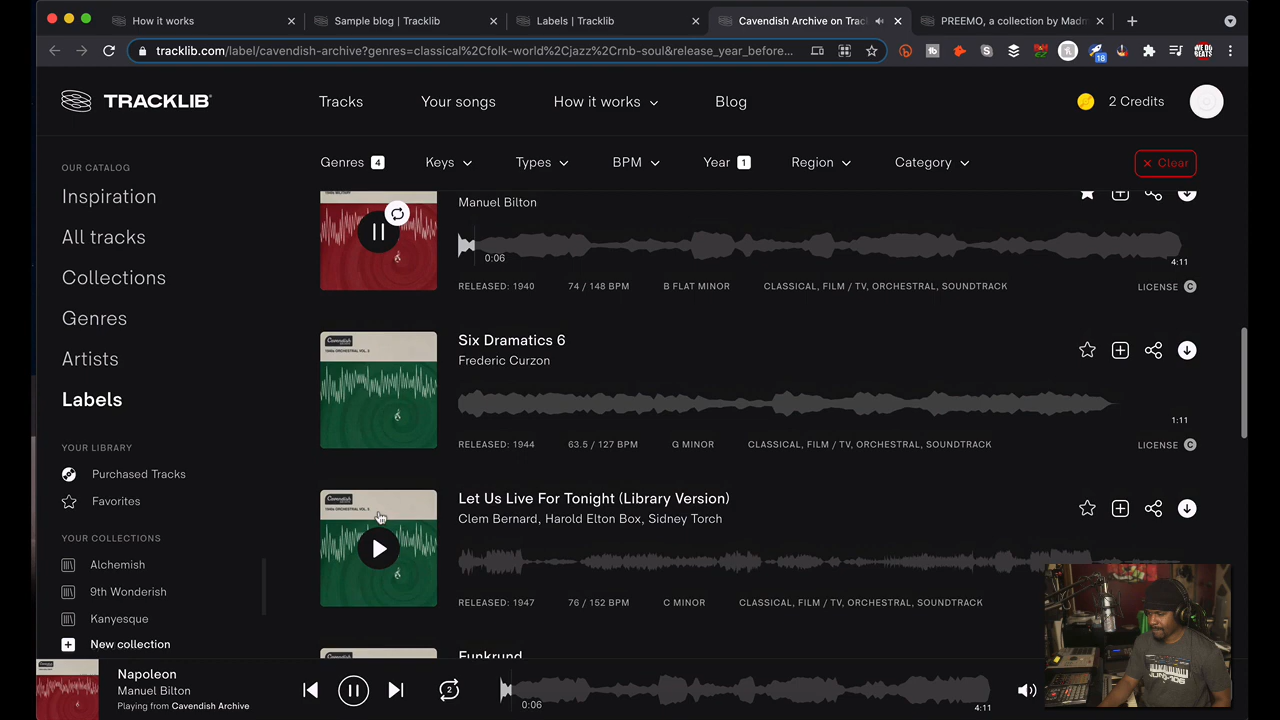 How it works
Sample blog | Tracklib
Labels | Tracklib
Cavendish Archive on Trac
PREEMO, a collection by Madm
tracklib.com/label/cavendish-archive?genres=classical%2Cfolk-world%2Cjazz%2Crnb-soul&release_year_before...
18
TRACKLIB
Tracks
Your songs
How it works
Blog
2 Credits
Genres 4
Keys
Types
BPM
Year 1
Region
Category
× Clear
OUR CATALOG
Inspiration
All tracks
Collections
Genres
Artists
Labels
YOUR LIBRARY
Purchased Tracks
Favorites
YOUR COLLECTIONS
Alchemish
9th Wonderish
Kanyesque
New collection
Manuel Bilton
0:06
4:11
RELEASED: 1940
74 / 148 BPM
B FLAT MINOR
CLASSICAL, FILM / TV, ORCHESTRAL, SOUNDTRACK
LICENSE C
Cavendish
Six Dramatics 6
Frederic Curzon
1:11
RELEASED: 1944
63.5 / 127 BPM
G MINOR
CLASSICAL, FILM / TV, ORCHESTRAL, SOUNDTRACK
LICENSE C
Cavendish
Let Us Live For Tonight (Library Version)
Clem Bernard, Harold Elton Box, Sidney Torch
RELEASED: 1947
76 / 152 BPM
C MINOR
CLASSICAL, FILM / TV, ORCHESTRAL, SOUNDTRACK
Funkrund
Napoleon
Manuel Bilton
Playing from Cavendish Archive
2
0:06
4:11